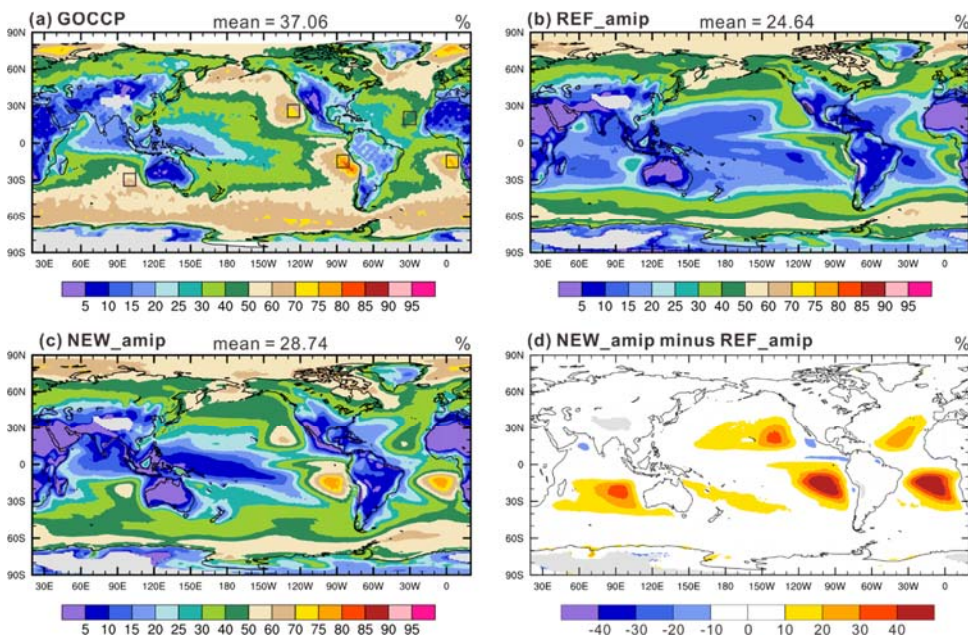 (a) GOCCP mean = 37.06 %
(b) REF_amip mean = 24.64 %
90N 60N 30N 0 30S 60S 90S
90N 60N 30N 0 30S 60S 90S
30E 60E 90E 120E 150E 180 150W 120W 90W 60W 30W 0
30E 60E 90E 120E 150E 180 150W 120W 90W 60W 30W 0
5 10 15 20 25 30 40 50 60 70 75 80 85 90 95
5 10 15 20 25 30 40 50 60 70 75 80 85 90 95
(c) NEW_amip mean = 28.74 %
(d) NEW_amip minus REF_amip %
90N 60N 30N 0 30S 60S 90S
90N 60N 30N 0 30S 60S 90S
30E 60E 90E 120E 150E 180 150W 120W 90W 60W 30W 0
30E 60E 90E 120E 150E 180 150W 120W 90W 60W 30W 0
5 10 15 20 25 30 40 50 60 70 75 80 85 90 95
-40 -30 -20 -10 0 10 20 30 40